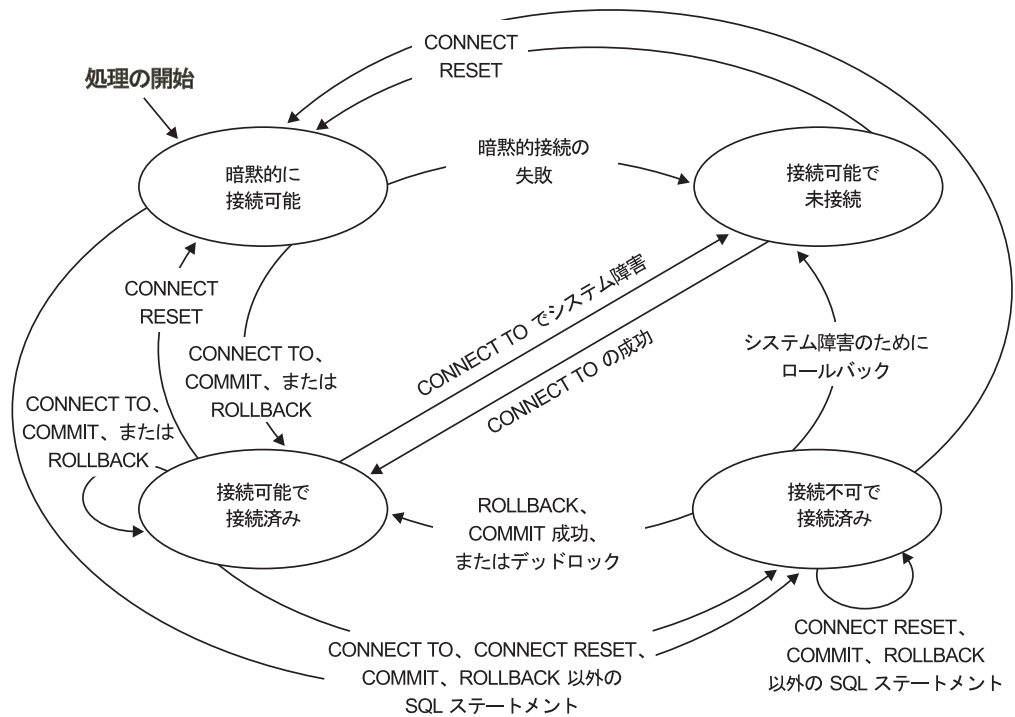 CONNECT
RESET
処理の開始
暗黙的に
接続可能
暗黙的接続の
失敗
接続可能で
未接続
CONNECT
RESET
CONNECT TO でシステム障害
CONNECT TO の成功
システム障害のために
ロールバック
CONNECT TO、
COMMIT、または
ROLLBACK
CONNECT TO、
COMMIT、または
ROLLBACK
接続可能で
接続済み
ROLLBACK、
COMMIT 成功、
またはデッドロック
接続不可で
接続済み
CONNECT TO、CONNECT RESET、
COMMIT、ROLLBACK 以外の
SQL ステートメント
CONNECT RESET、
COMMIT、ROLLBACK
以外の SQL ステートメント